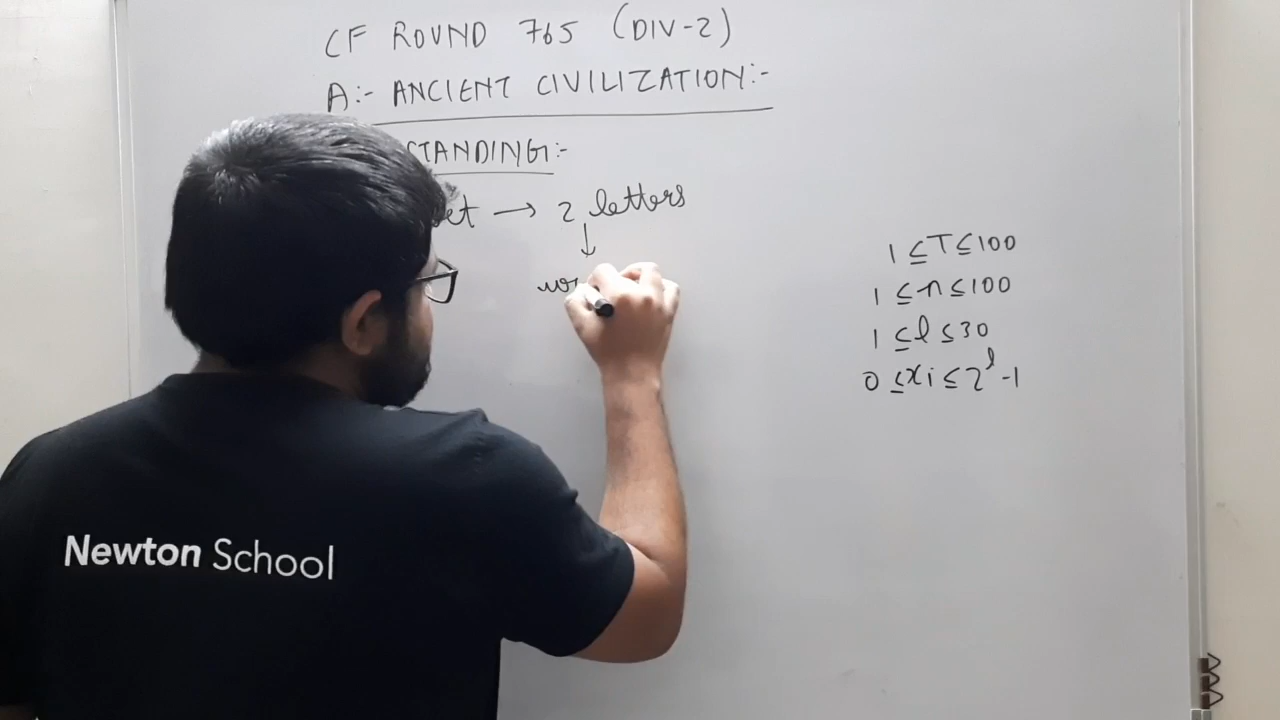 CF ROUND 765 (DIV-2)
A:- ANCIENT CIVILIZATION:-
STANDING:-
→ 2 letters
↓
1 ≤ T ≤ 100
1 ≤ n ≤ 100
1 ≤ l ≤ 30
0 ≤ xi ≤ 2^l -1
Newton School